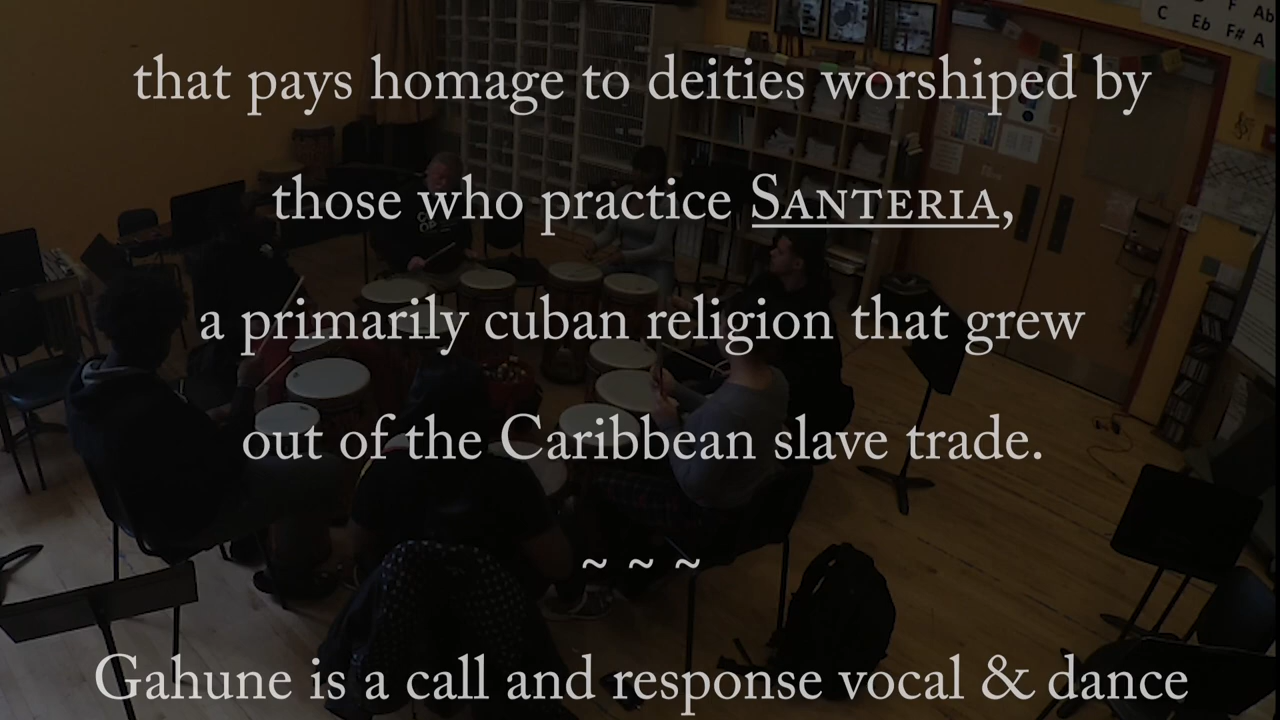 C Eb F# A
F Ab
that pays homage to deities worshiped by
those who practice SANTERIA,
a primarily cuban religion that grew
out of the Caribbean slave trade.
~ ~ ~
Gahune is a call and response vocal & dance